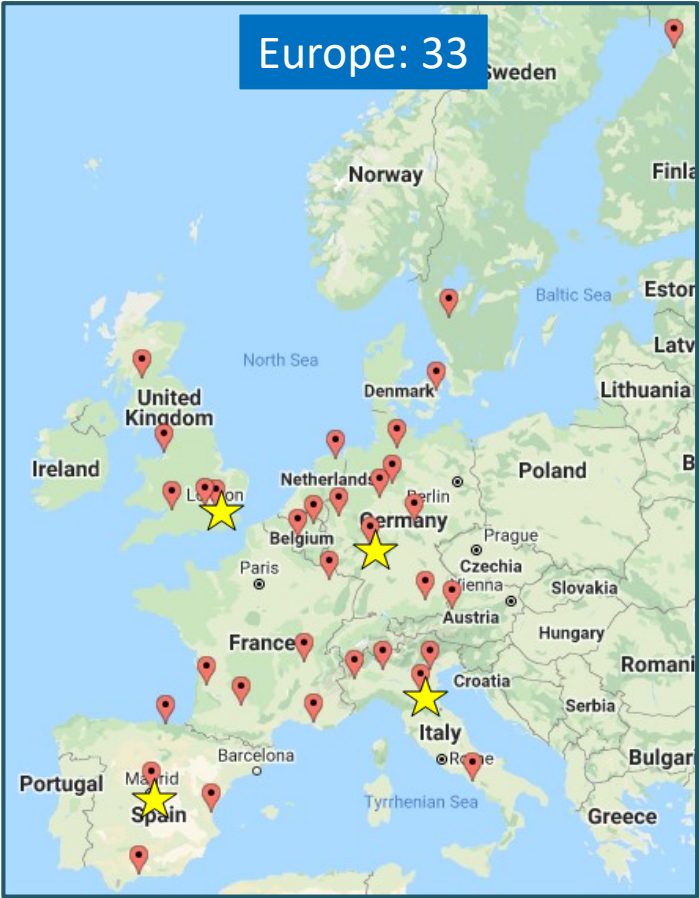 Europe: 33
Sweden
Norway
Finla
Baltic Sea
Eston
Latv
North Sea
Denmark
Lithuania
United
Kingdom
Ireland
Poland
B
Netherlands
Berlin
London
Germany
Belgium
Prague
Paris
Czechia
Vienna
Slovakia
Austria
Hungary
France
Romani
Croatia
Serbia
Italy
Barcelona
Rome
Bulgar
Portugal
Madrid
Spain
Tyrrhenian Sea
Greece